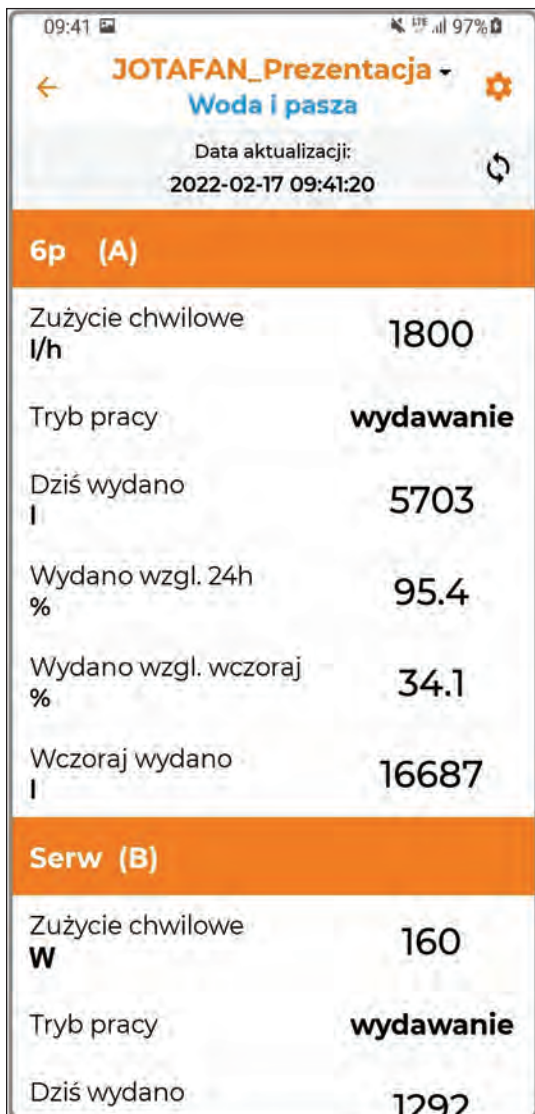 09:41 LTE 97%
JOTAFAN_Prezentacja
Woda i pasza
Data aktualizacji:
2022-02-17 09:41:20
6p (A)
Zużycie chwilowe
l/h 1800
Tryb pracy wydawanie
Dziś wydano
l 5703
Wydano wzgl. 24h
% 95.4
Wydano wzgl. wczoraj
% 34.1
Wczoraj wydano
l 16687
Serw (B)
Zużycie chwilowe
W 160
Tryb pracy wydawanie
Dziś wydano 1292